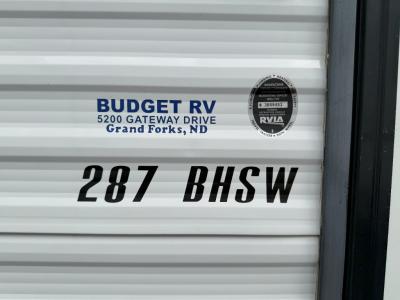 BUDGET RV
5200 GATEWAY DRIVE
Grand Forks, ND
RVIA
287 BHSW